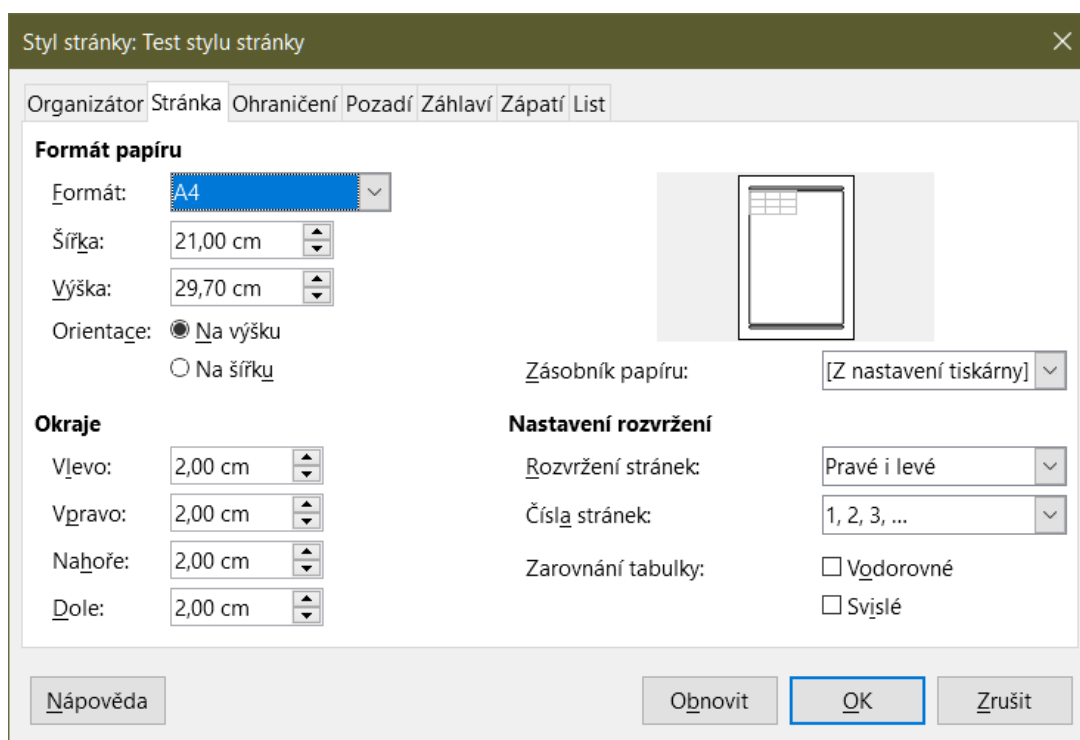 Styl stránky: Test stylu stránky
Organizátor Stránka Ohraničení Pozadí Záhlaví Zápatí List
Formát papíru
Formát: A4
Šířka: 21,00 cm
Výška: 29,70 cm
Orientace: Na výšku
Na šířku
Zásobník papíru: [Z nastavení tiskárny]
Okraje
Vlevo: 2,00 cm
Vpravo: 2,00 cm
Nahoře: 2,00 cm
Dole: 2,00 cm
Nastavení rozvržení
Rozvržení stránek: Pravé i levé
Čísla stránek: 1, 2, 3, ...
Zarovnání tabulky: Vodorovné
Svislé
Nápověda Obnovit OK Zrušit